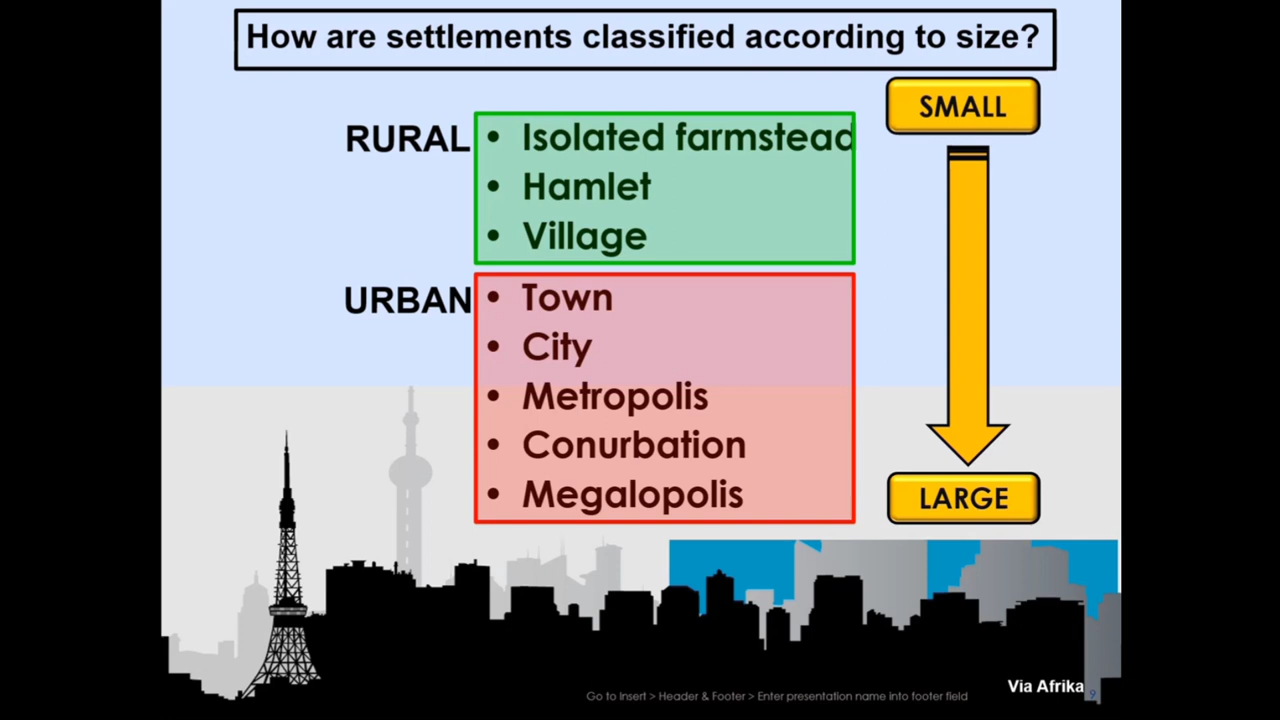 How are settlements classified according to size?
SMALL
RURAL
• Isolated farmstead
• Hamlet
• Village
URBAN
• Town
• City
• Metropolis
• Conurbation
• Megalopolis
LARGE
Via Afrika
Go to Insert > Header & Footer > Enter presentation name into footer field
9